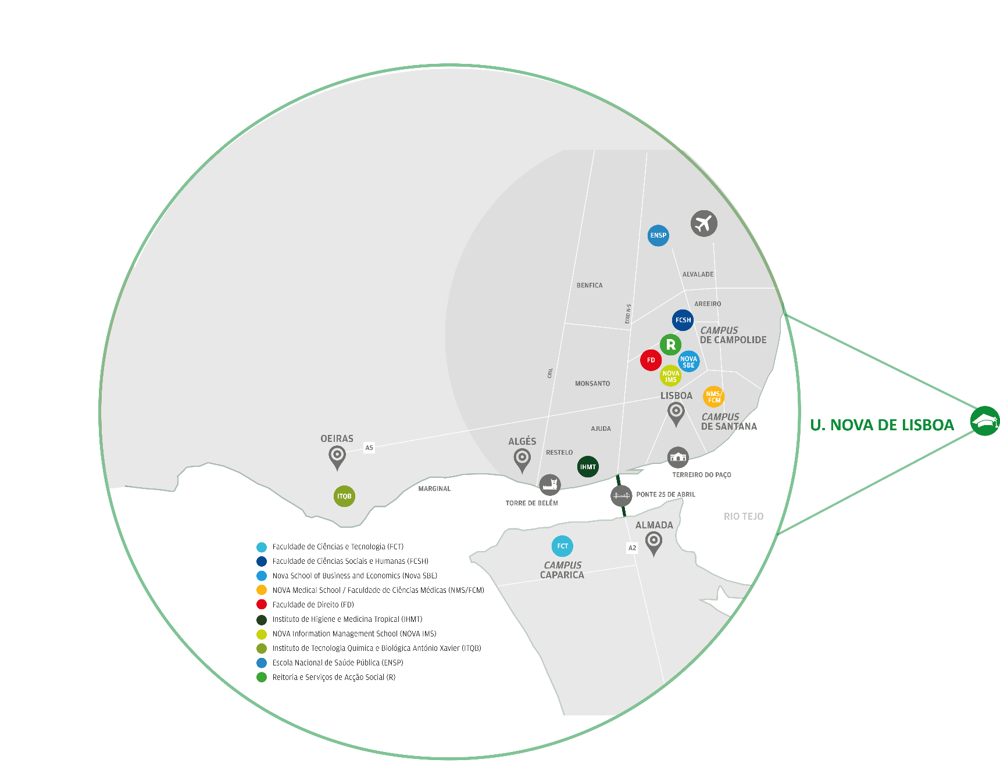 ENSP
ALVALADE
BENFICA
AREEIRO
EIXO N-S
FCSH
CAMPUS
DE CAMPOLIDE
R
FD
NOVA
SBE
NOVA
IMS
CRIL
MONSANTO
LISBOA
NMS/
FCM
CAMPUS
DE SANTANA
U. NOVA DE LISBOA
AJUDA
OEIRAS
A5
ALGÉS
RESTELO
IHMT
TERREIRO DO PAÇO
MARGINAL
ITQB
TORRE DE BELÉM
PONTE 25 DE ABRIL
RIO TEJO
ALMADA
A2
FCT
CAMPUS
CAPARICA
Faculdade de Ciências e Tecnologia (FCT)
Faculdade de Ciências Sociais e Humanas (FCSH)
Nova School of Business and Economics (Nova SBE)
NOVA Medical School / Faculdade de Ciências Médicas (NMS/FCM)
Faculdade de Direito (FD)
Instituto de Higiene e Medicina Tropical (IHMT)
NOVA Information Management School (NOVA IMS)
Instituto de Tecnologia Química e Biológica António Xavier (ITQB)
Escola Nacional de Saúde Pública (ENSP)
Reitoria e Serviços de Acção Social (R)